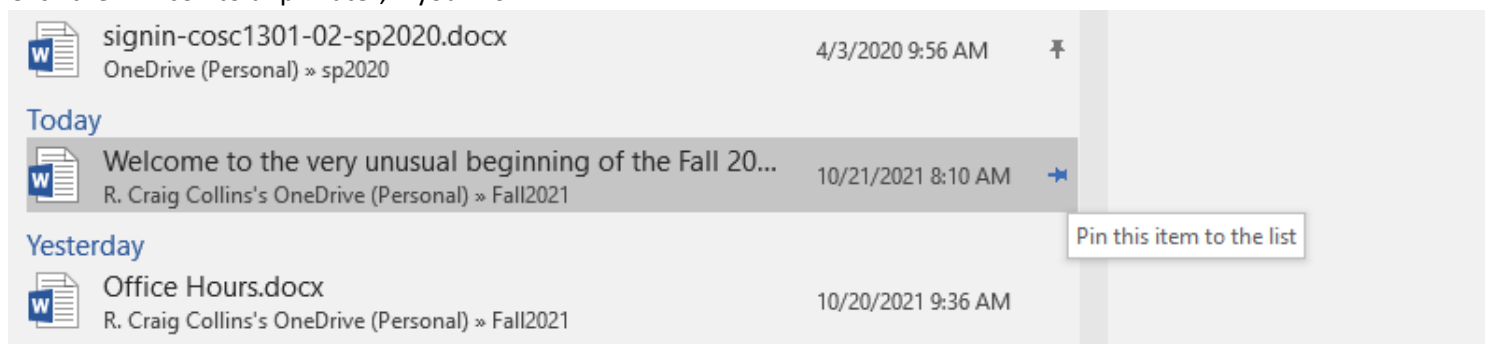 signin-cosc1301-02-sp2020.docx
4/3/2020 9:56 AM
OneDrive (Personal) » sp2020
Today
Welcome to the very unusual beginning of the Fall 20...
10/21/2021 8:10 AM
R. Craig Collins's OneDrive (Personal) » Fall2021
Pin this item to the list
Yesterday
Office Hours.docx
10/20/2021 9:36 AM
R. Craig Collins's OneDrive (Personal) » Fall2021